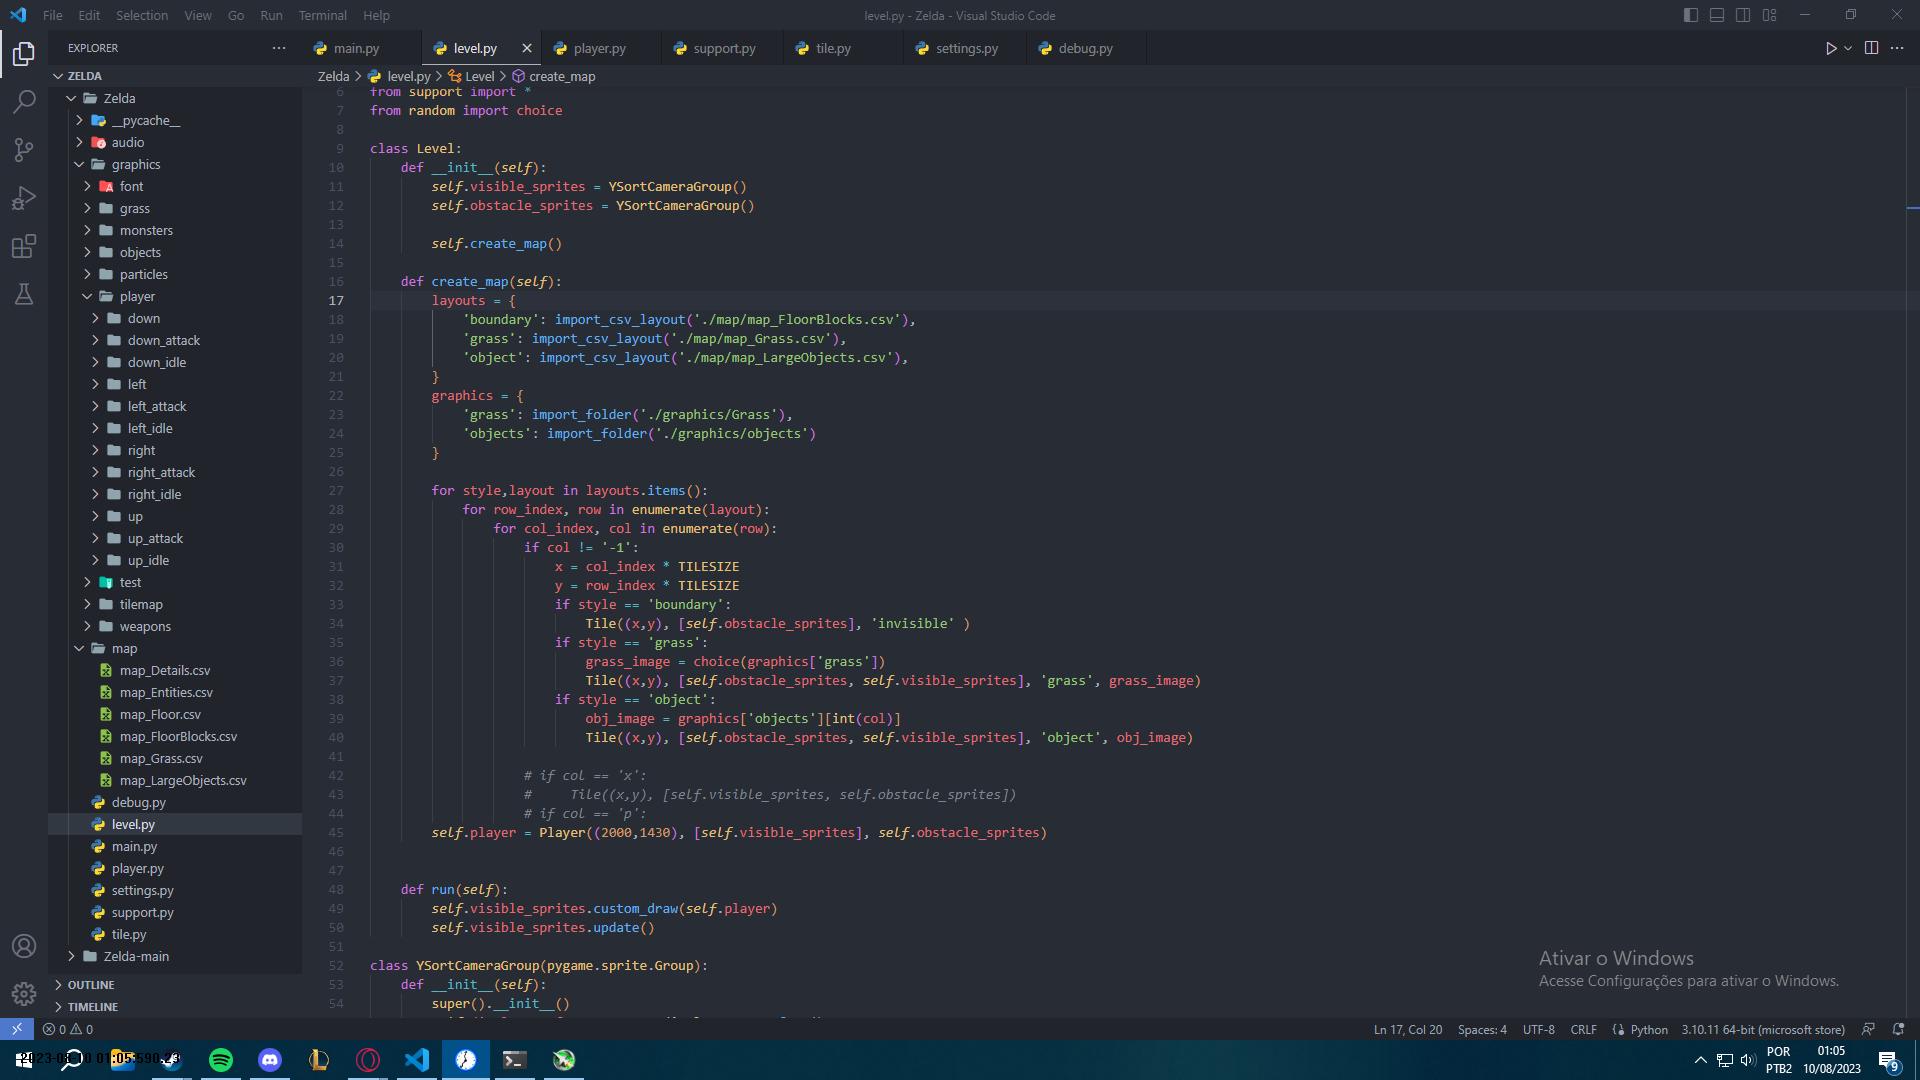 File Edit Selection View Go Run Terminal Help
level.py - Zelda - Visual Studio Code
EXPLORER
main.py level.py player.py support.py tile.py settings.py debug.py
Zelda > level.py > Level > create_map
ZELDA
Zelda
__pycache__
audio
graphics
font
grass
monsters
objects
particles
player
down
down_attack
down_idle
left
left_attack
left_idle
right
right_attack
right_idle
up
up_attack
up_idle
test
tilemap
weapons
map
map_Details.csv
map_Entities.csv
map_Floor.csv
map_FloorBlocks.csv
map_Grass.csv
map_LargeObjects.csv
debug.py
level.py
main.py
player.py
settings.py
support.py
tile.py
Zelda-main
OUTLINE
TIMELINE
6 from support import *
7 from random import choice
8
9 class Level:
10 def __init__(self):
11 self.visible_sprites = YSortCameraGroup()
12 self.obstacle_sprites = YSortCameraGroup()
13
14 self.create_map()
15
16 def create_map(self):
17 layouts = {
18 'boundary': import_csv_layout('./map/map_FloorBlocks.csv'),
19 'grass': import_csv_layout('./map/map_Grass.csv'),
20 'object': import_csv_layout('./map/map_LargeObjects.csv'),
21 }
22 graphics = {
23 'grass': import_folder('./graphics/Grass'),
24 'objects': import_folder('./graphics/objects')
25 }
26
27 for style,layout in layouts.items():
28 for row_index, row in enumerate(layout):
29 for col_index, col in enumerate(row):
30 if col != '-1':
31 x = col_index * TILESIZE
32 y = row_index * TILESIZE
33 if style == 'boundary':
34 Tile((x,y), [self.obstacle_sprites], 'invisible' )
35 if style == 'grass':
36 grass_image = choice(graphics['grass'])
37 Tile((x,y), [self.obstacle_sprites, self.visible_sprites], 'grass', grass_image)
38 if style == 'object':
39 obj_image = graphics['objects'][int(col)]
40 Tile((x,y), [self.obstacle_sprites, self.visible_sprites], 'object', obj_image)
41
42 # if col == 'x':
43 # Tile((x,y), [self.visible_sprites, self.obstacle_sprites])
44 # if col == 'p':
45 self.player = Player((2000,1430), [self.visible_sprites], self.obstacle_sprites)
46
47
48 def run(self):
49 self.visible_sprites.custom_draw(self.player)
50 self.visible_sprites.update()
51
52 class YSortCameraGroup(pygame.sprite.Group):
53 def __init__(self):
54 super().__init__()
Ativar o Windows
Acesse Configurações para ativar o Windows.
0 0
Ln 17, Col 20 Spaces: 4 UTF-8 CRLF Python 3.10.11 64-bit (microsoft store)
POR
PTB2
01:05
10/08/2023
9